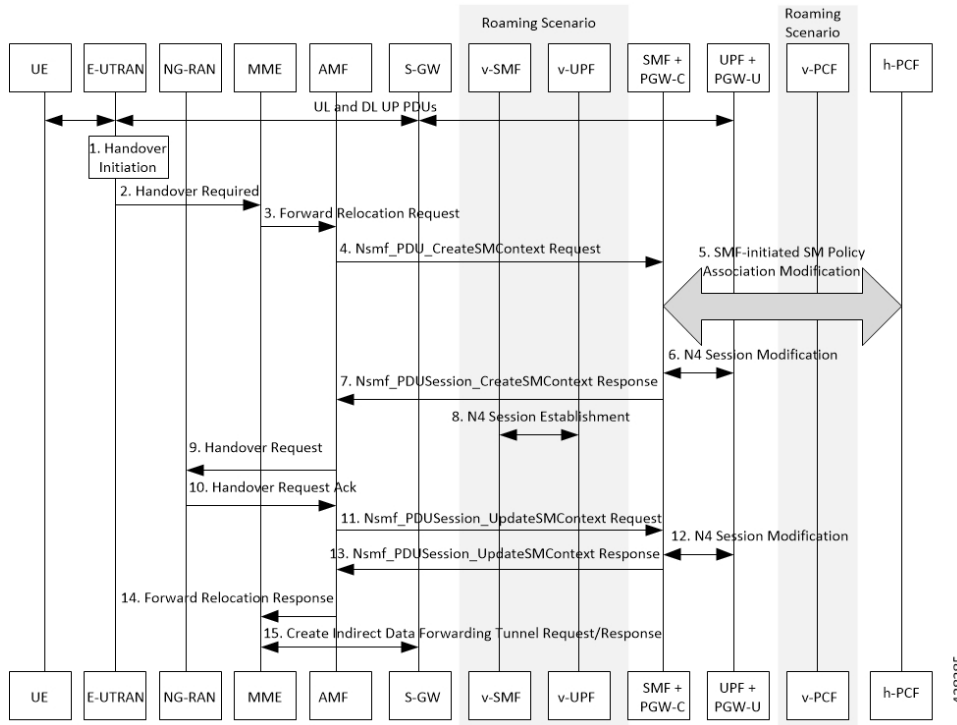 Roaming Scenario
Roaming
Scenario
UE
E-UTRAN
NG-RAN
MME
AMF
S-GW
v-SMF
v-UPF
SMF +
PGW-C
UPF +
PGW-U
v-PCF
h-PCF
UL and DL UP PDUs
1. Handover
Initiation
2. Handover Required
3. Forward Relocation Request
4. Nsmf_PDU_CreateSMContext Request
5. SMF-initiated SM Policy
Association Modification
6. N4 Session Modification
7. Nsmf_PDUSession_CreateSMContext Response
8. N4 Session Establishment
9. Handover Request
10. Handover Request Ack
11. Nsmf_PDUSession_UpdateSMContext Request
12. N4 Session Modification
13. Nsmf_PDUSession_UpdateSMContext Response
14. Forward Relocation Response
15. Create Indirect Data Forwarding Tunnel Request/Response
UE
E-UTRAN
NG-RAN
MME
AMF
S-GW
v-SMF
v-UPF
SMF +
PGW-C
UPF +
PGW-U
v-PCF
h-PCF